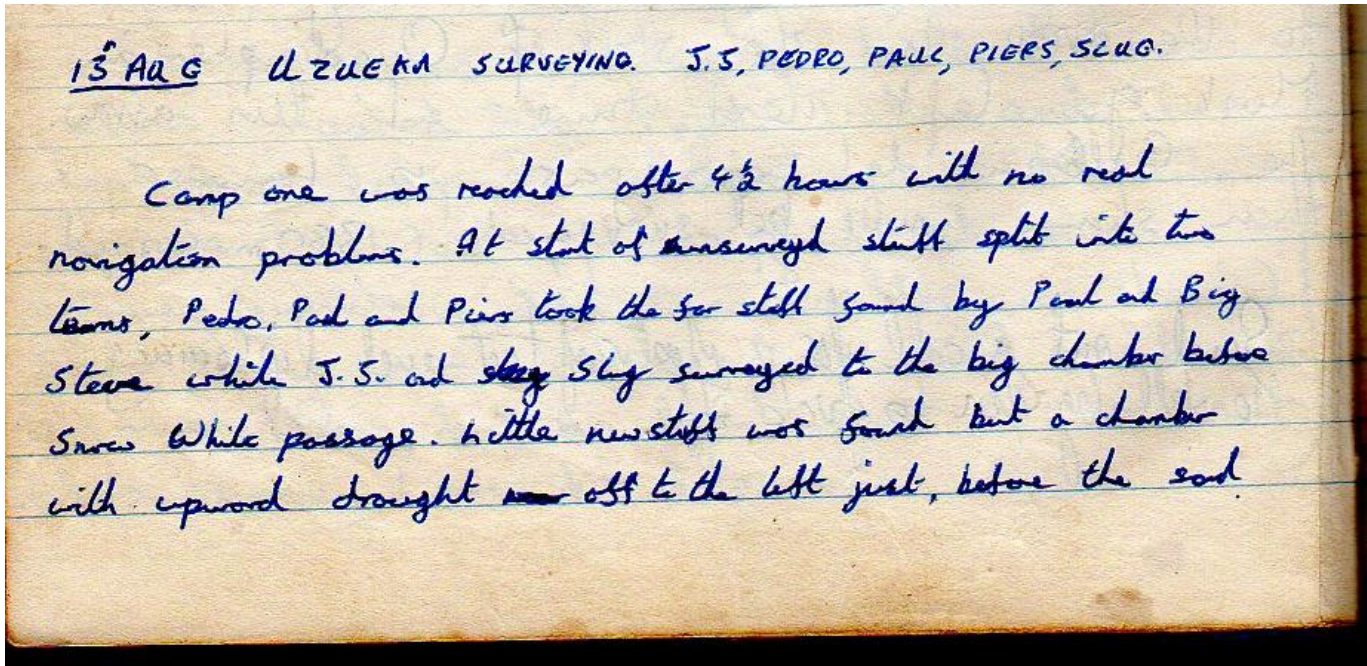 13th AUG UZUEKA SURVEYING. J.S, PEDRO, PAUL, PIERS, SLUG.
Camp one was reached after 4½ hours with no real
navigation problems. At start of unsurveyd stuff split into two
teams, Pedro, Paul and Piers took the far stuff found by Paul and Big
Steve while J.S. and Slug surveyed to the big chamber before
Snow White passage. Little new stuff was found but a chamber
with upward draught off to the left just, before the sand